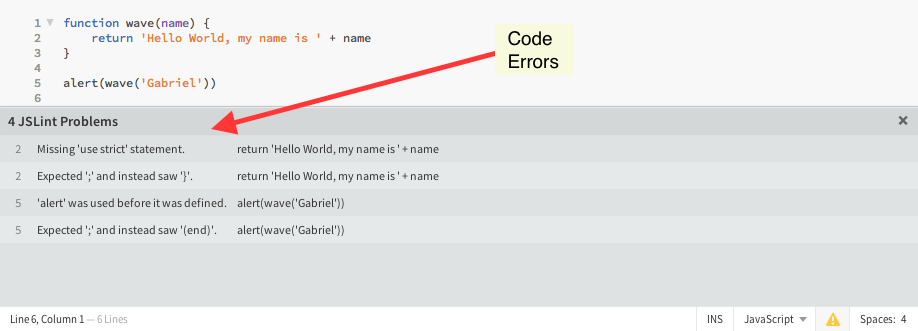 1 function wave(name) {
2 return 'Hello World, my name is ' + name
3 }
4
5 alert(wave('Gabriel'))
6
Code
Errors
4 JSLint Problems
2 Missing 'use strict' statement. return 'Hello World, my name is ' + name
2 Expected ';' and instead saw '}'. return 'Hello World, my name is ' + name
5 'alert' was used before it was defined. alert(wave('Gabriel'))
5 Expected ';' and instead saw '(end)'. alert(wave('Gabriel'))
Line 6, Column 1 — 6 Lines INS JavaScript Spaces: 4